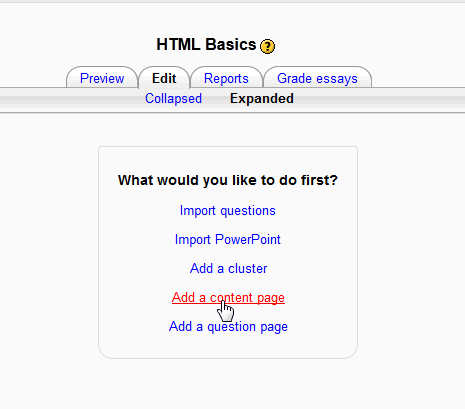 HTML Basics ?
Preview Edit Reports Grade essays
Collapsed Expanded
What would you like to do first?
Import questions
Import PowerPoint
Add a cluster
Add a content page
Add a question page